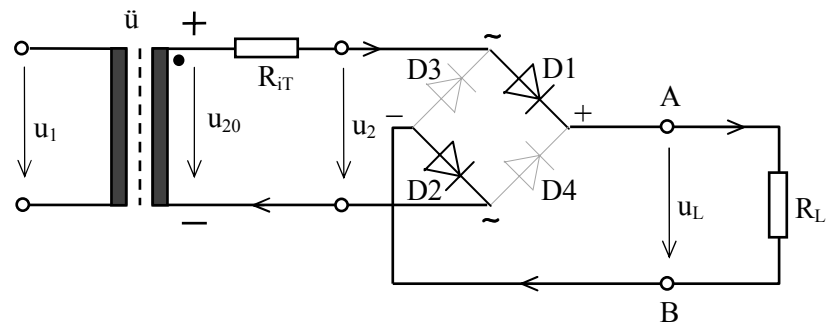 ü
+
R_iT
~
D3
D1
A
u_1
u_20
u_2
−
+
D2
D4
u_L
R_L
−
~
B